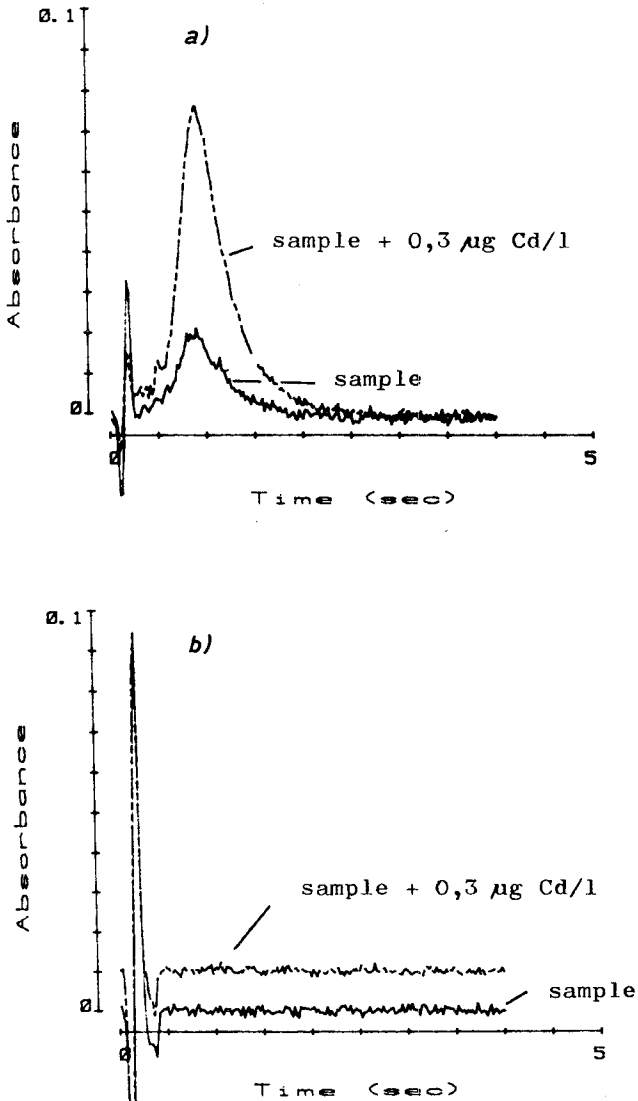 0.1
a)
Absorbance
sample + 0,3 µg Cd/l
sample
0
0
5
Time (sec)
0.1
b)
Absorbance
sample + 0,3 µg Cd/l
sample
0
0
5
Time (sec)